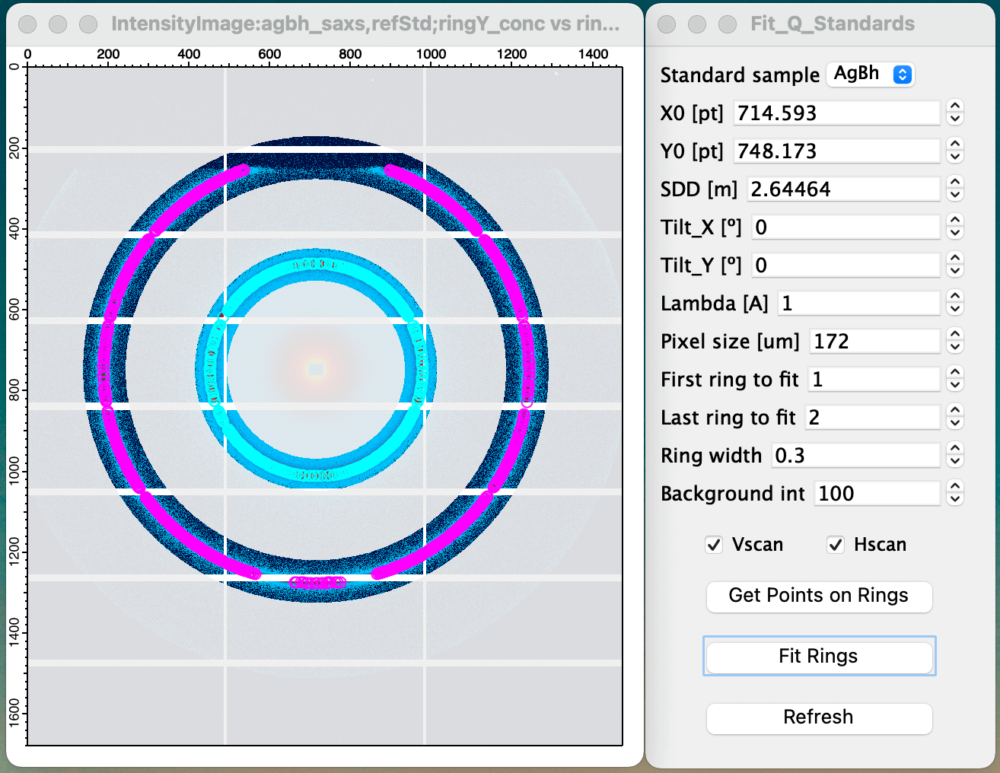 IntensityImage:agbh_saxs,refStd;ringY_conc vs rin...
0 200 400 600 800 1000 1200 1400
0
200
400
600
800
1000
1200
1400
1600
Fit_Q_Standards
Standard sample AgBh
X0 [pt] 714.593
Y0 [pt] 748.173
SDD [m] 2.64464
Tilt_X [º] 0
Tilt_Y [º] 0
Lambda [A] 1
Pixel size [um] 172
First ring to fit 1
Last ring to fit 2
Ring width 0.3
Background int 100
Vscan Hscan
Get Points on Rings
Fit Rings
Refresh